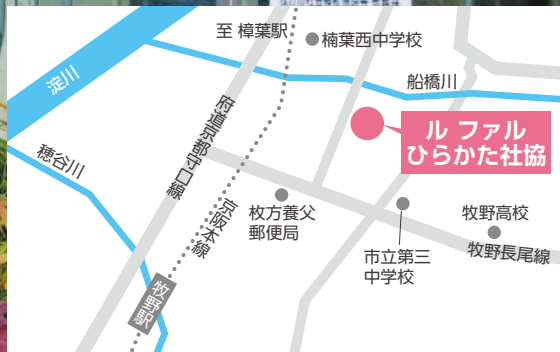 至 樟葉駅
楠葉西中学校
淀川
船橋川
府道京都守口線
ル ファル
ひらかた社協
穂谷川
京阪本線
枚方養父
郵便局
牧野高校
市立第三
中学校
牧野長尾線
牧野駅